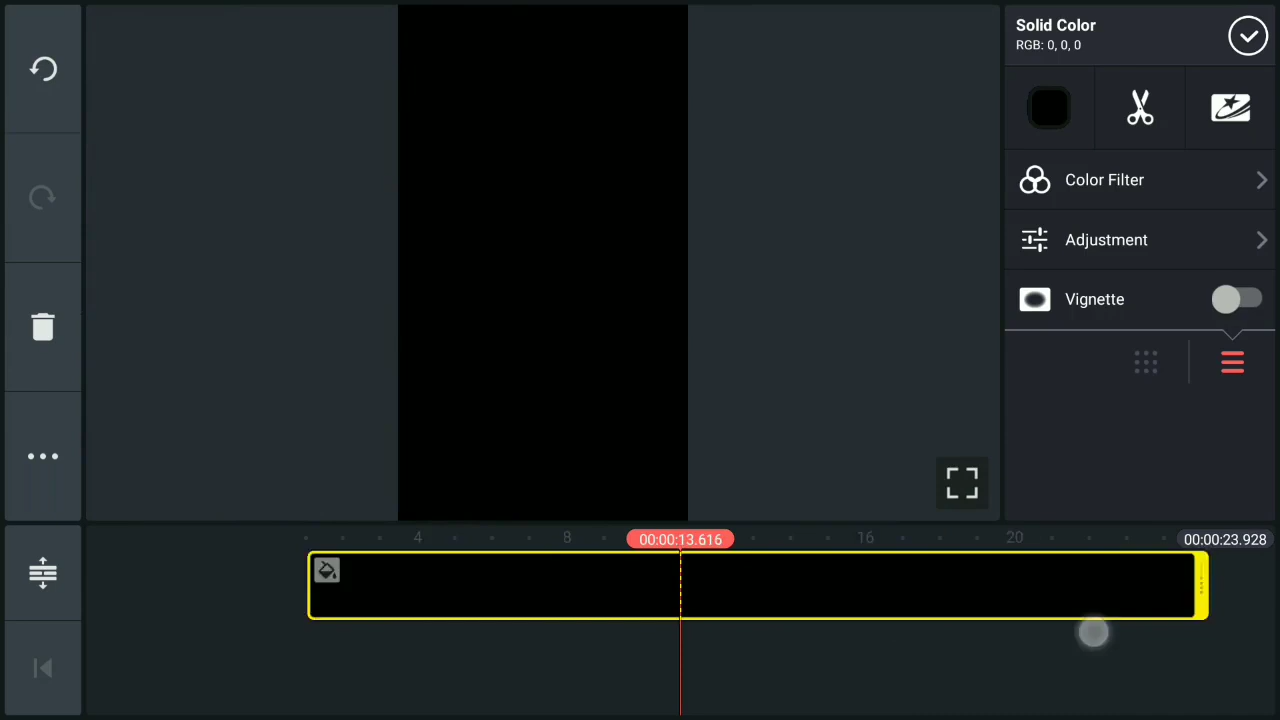 Solid Color
RGB: 0, 0, 0
Color Filter
Adjustment
Vignette
4
8
00:00:13.616
16
20
00:00:23.928